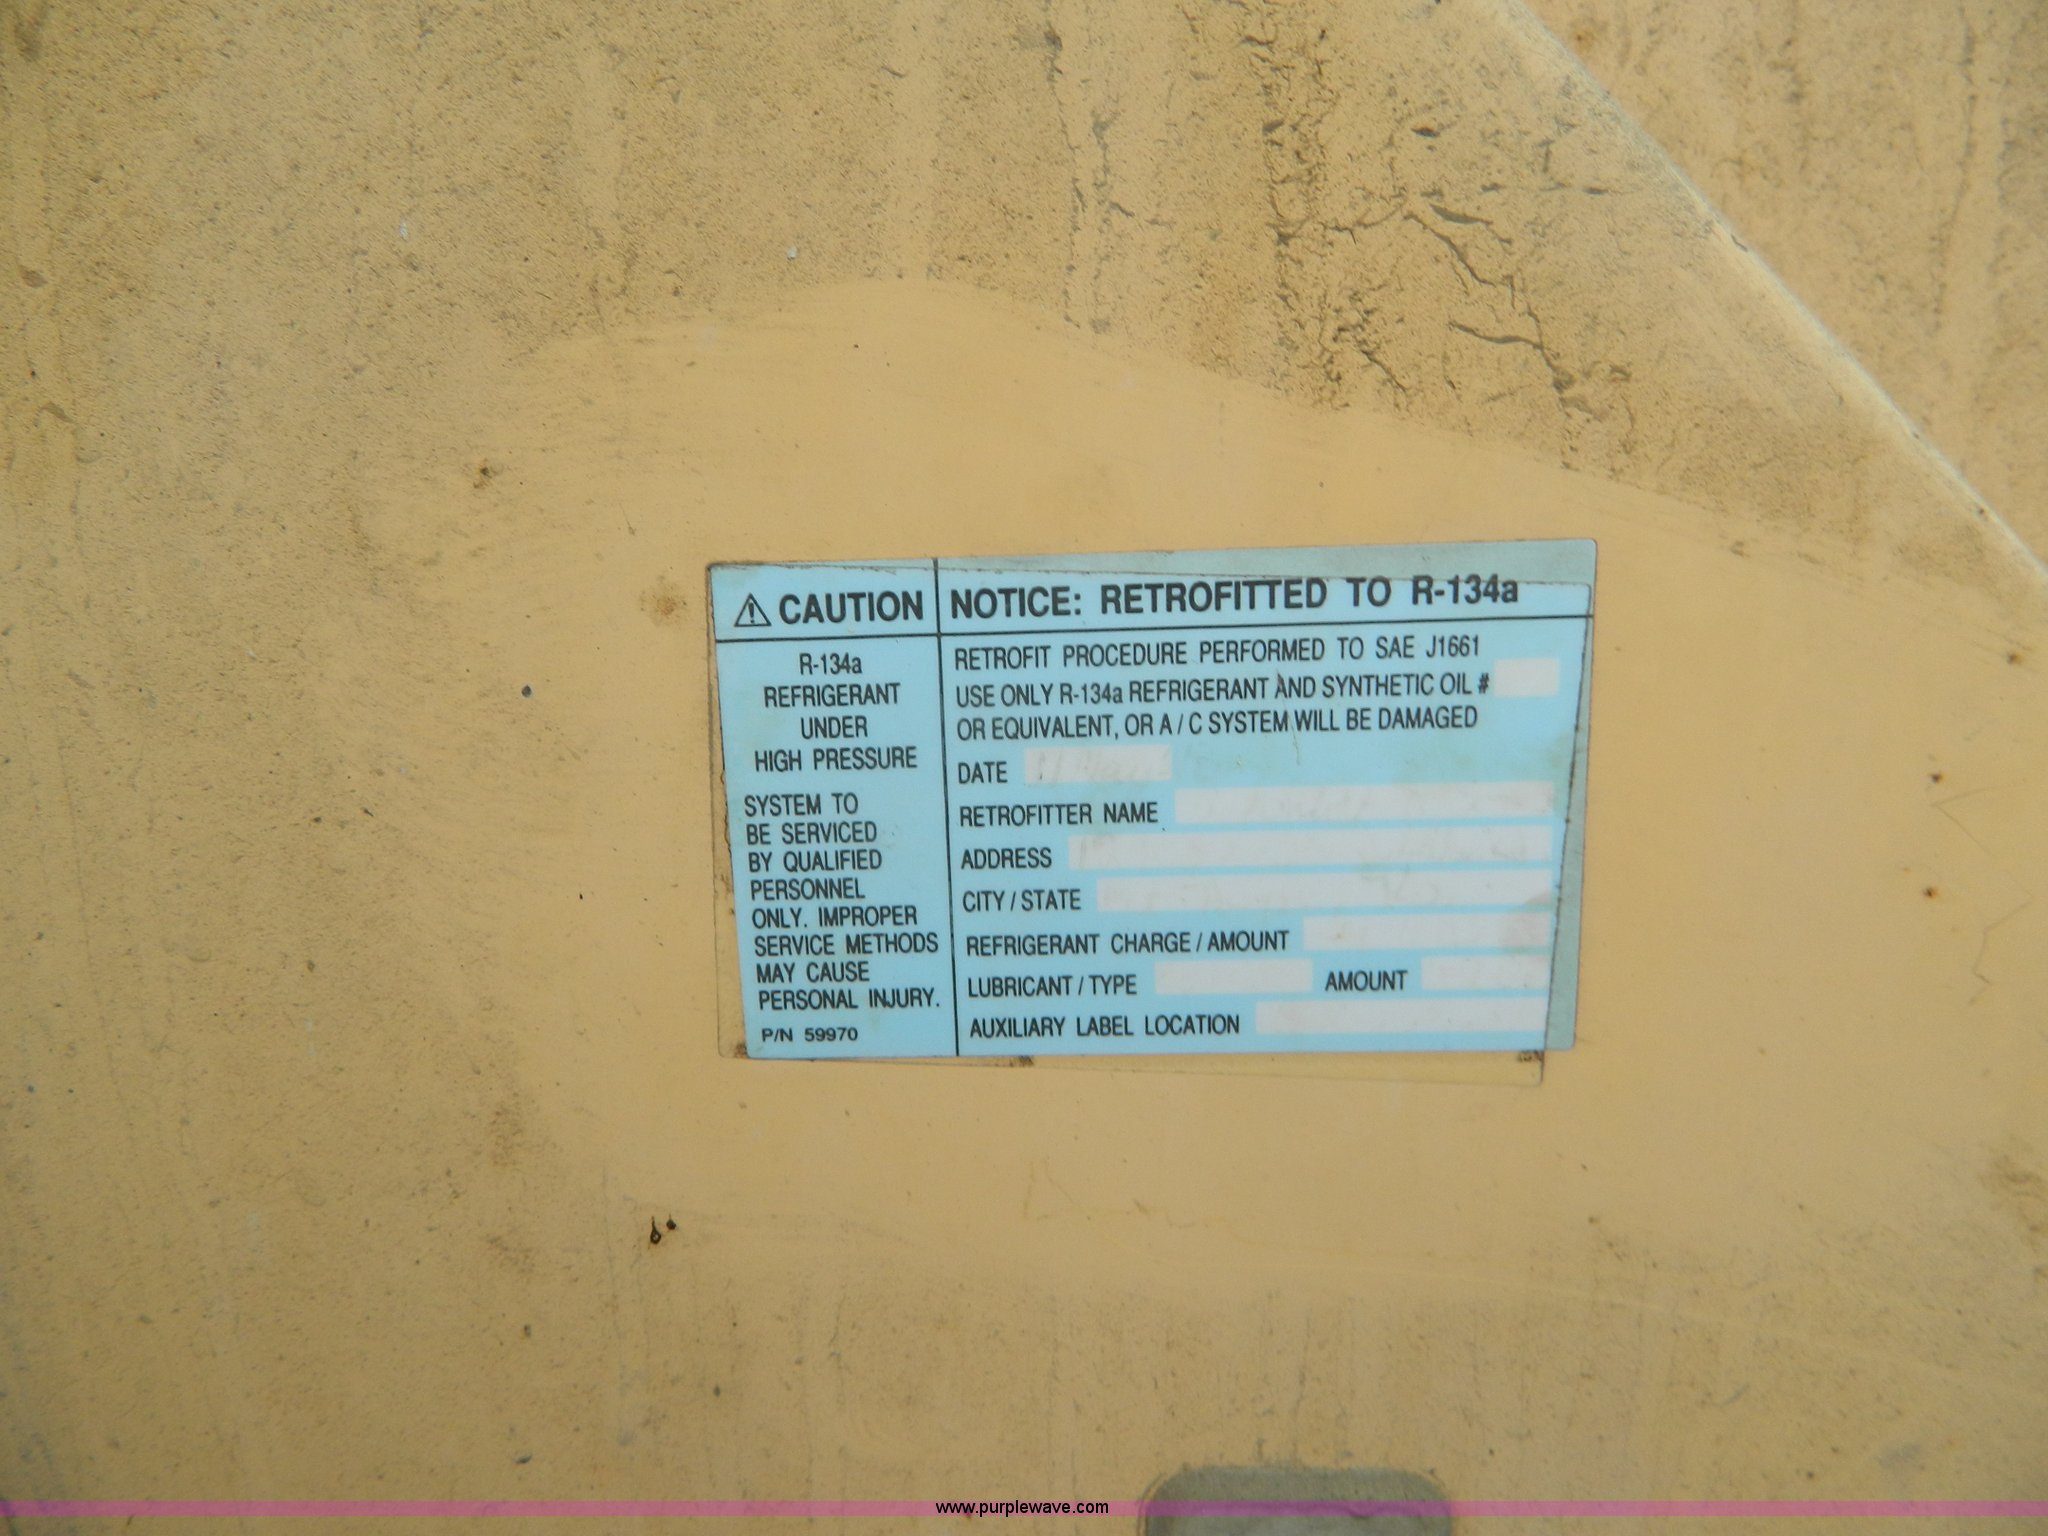 ⚠ CAUTION
R-134a
REFRIGERANT
UNDER
HIGH PRESSURE
SYSTEM TO
BE SERVICED
BY QUALIFIED
PERSONNEL
ONLY. IMPROPER
SERVICE METHODS
MAY CAUSE
PERSONAL INJURY.
P/N 59970
NOTICE: RETROFITTED TO R-134a
RETROFIT PROCEDURE PERFORMED TO SAE J1661
USE ONLY R-134a REFRIGERANT AND SYNTHETIC OIL #
OR EQUIVALENT, OR A / C SYSTEM WILL BE DAMAGED
DATE
RETROFITTER NAME
ADDRESS
CITY / STATE
REFRIGERANT CHARGE / AMOUNT
LUBRICANT / TYPE AMOUNT
AUXILIARY LABEL LOCATION
www.purplewave.com